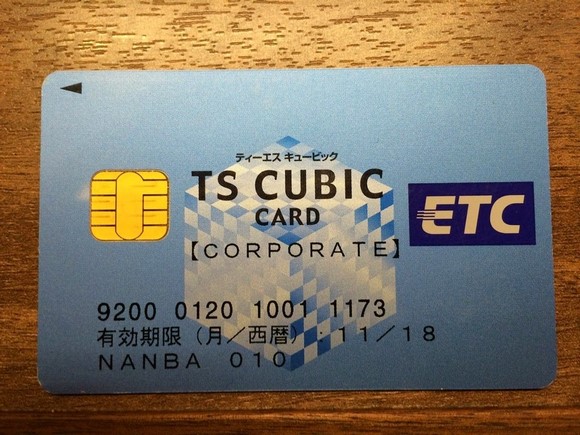 ティーエス キュービック
TS CUBIC
CARD
【CORPORATE】
ETC
9200 0120 1001 1173
有効期限(月/西暦):11/18
NANBA 010